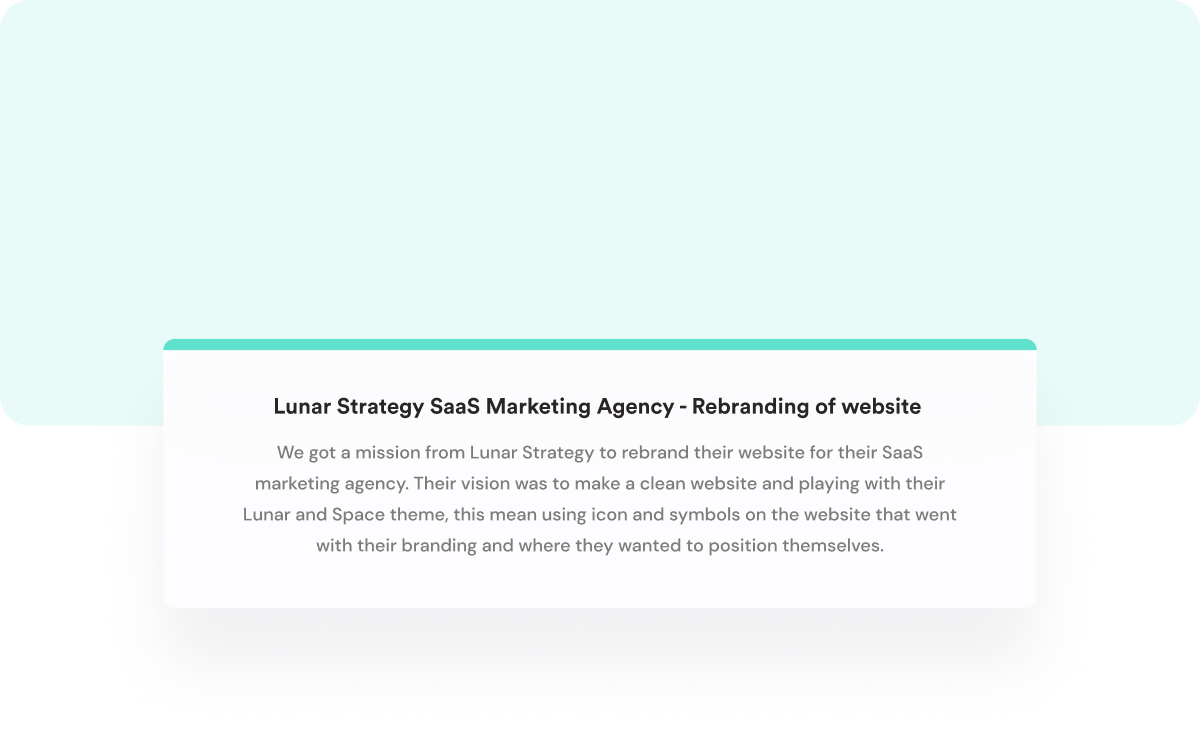 Lunar Strategy SaaS Marketing Agency - Rebranding of website
We got a mission from Lunar Strategy to rebrand their website for their SaaS
marketing agency. Their vision was to make a clean website and playing with their
Lunar and Space theme, this mean using icon and symbols on the website that went
with their branding and where they wanted to position themselves.